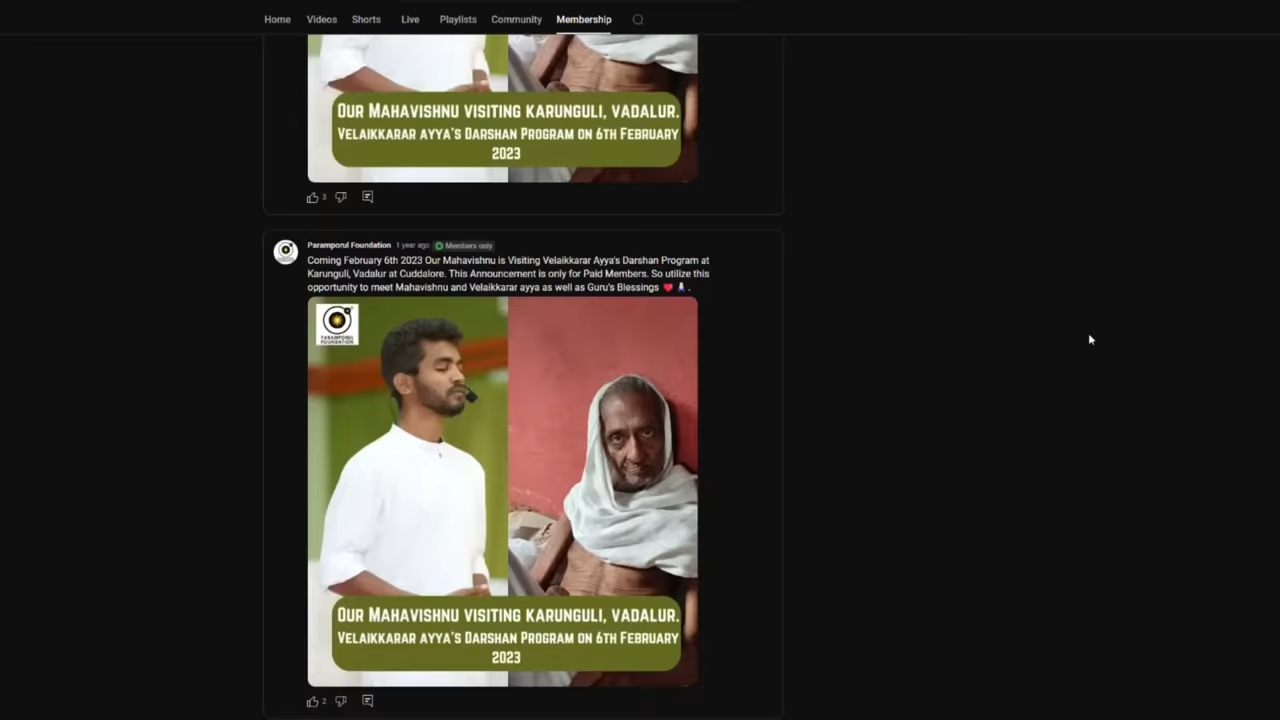 Home Videos Shorts Live Playlists Community Membership
OUR MAHAVISHNU VISITING KARUNGULI, VADALUR.
VELAIKKARAR AYYA'S DARSHAN PROGRAM ON 6TH FEBRUARY
2023
3
Paramporul Foundation 1 year ago Members only
Coming February 6th 2023 Our Mahavishnu is Visiting Velaikkarar Ayya's Darshan Program at
Karunguli, Vadalur at Cuddalore. This Announcement is only for Paid Members. So utilize this
opportunity to meet Mahavishnu and Velaikkarar ayya as well as Guru's Blessings ❤️ .
PARAMPORUL
FOUNDATION
OUR MAHAVISHNU VISITING KARUNGULI, VADALUR.
VELAIKKARAR AYYA'S DARSHAN PROGRAM ON 6TH FEBRUARY
2023
2